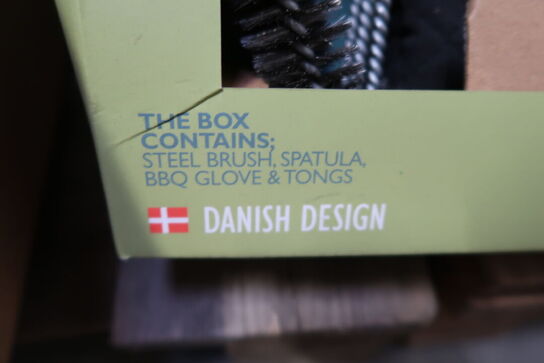 THE BOX
CONTAINS;
STEEL BRUSH, SPATULA,
BBQ GLOVE & TONGS
DANISH DESIGN